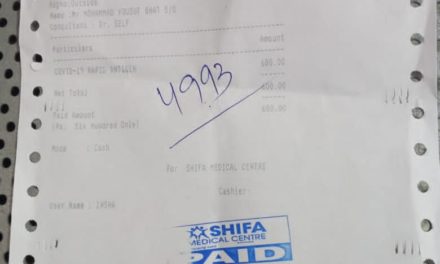 Regno:Outside
Name :Mr MOHAMMAD YOUSUF BHAT S/O
Consultant : Dr. SELF
Particulars Amount
COVID-19 RAPID ANTIGEN 600.00
4993
Net Total 600.00
Paid Amount 600.00
(Rs. Six Hundred Only)
Mode : Cash
For SHIFA MEDICAL CENTRE
Cashier:
User Name :
SHIFA
MEDICAL CENTRE
PAID